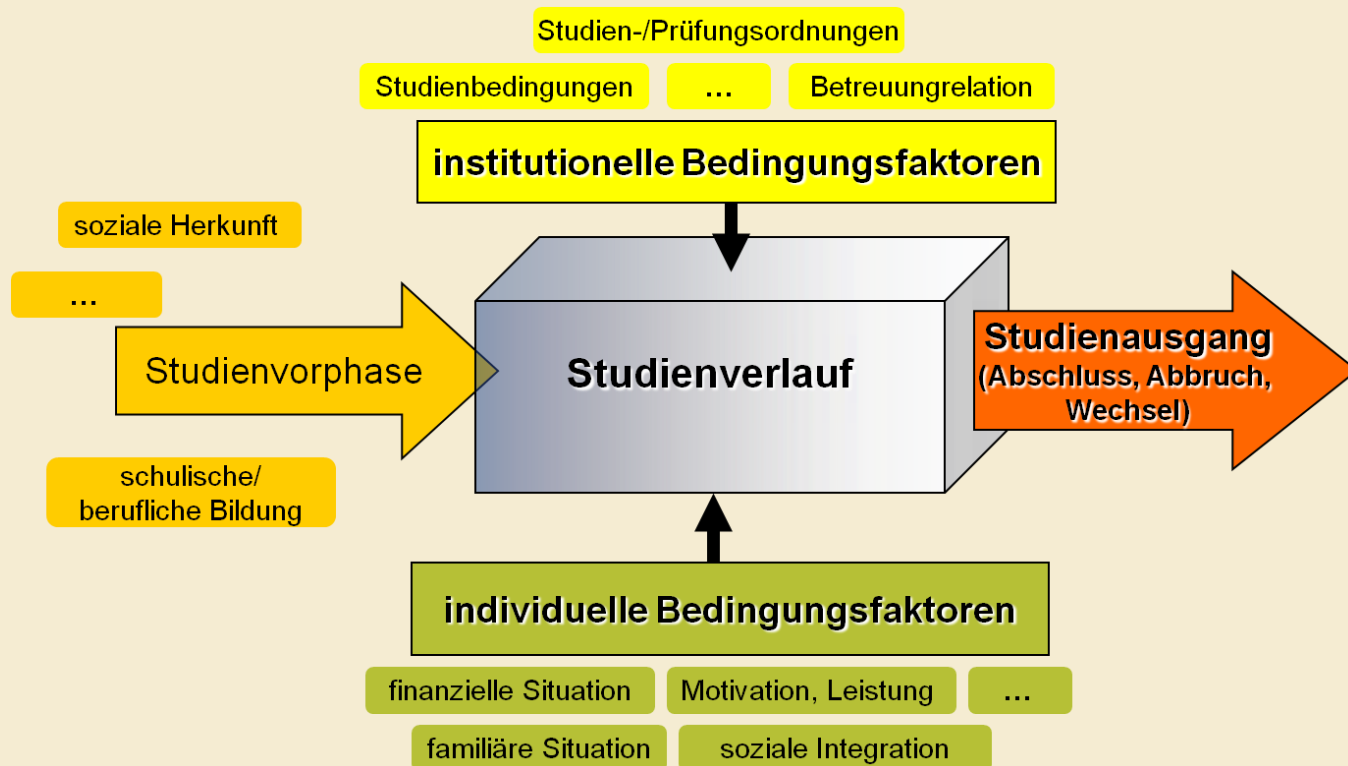 Studien-/Prüfungsordnungen
Studienbedingungen
...
Betreuungrelation
institutionelle Bedingungsfaktoren
soziale Herkunft
...
Studienvorphase
schulische/
berufliche Bildung
Studienverlauf
Studienausgang
(Abschluss, Abbruch,
Wechsel)
individuelle Bedingungsfaktoren
finanzielle Situation
Motivation, Leistung
...
familiäre Situation
soziale Integration